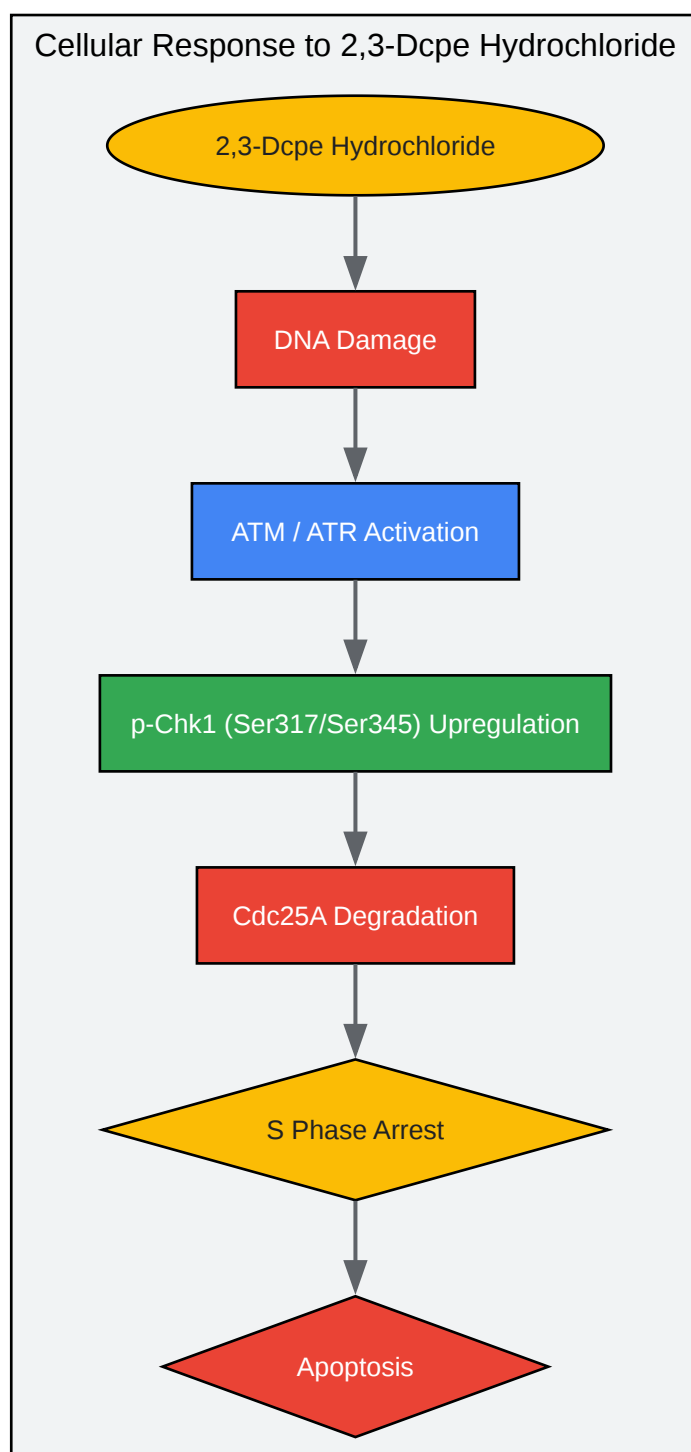 Cellular Response to 2,3-Dcpe Hydrochloride
2,3-Dcpe Hydrochloride
DNA Damage
ATM / ATR Activation
p-Chk1 (Ser317/Ser345) Upregulation
Cdc25A Degradation
S Phase Arrest
Apoptosis